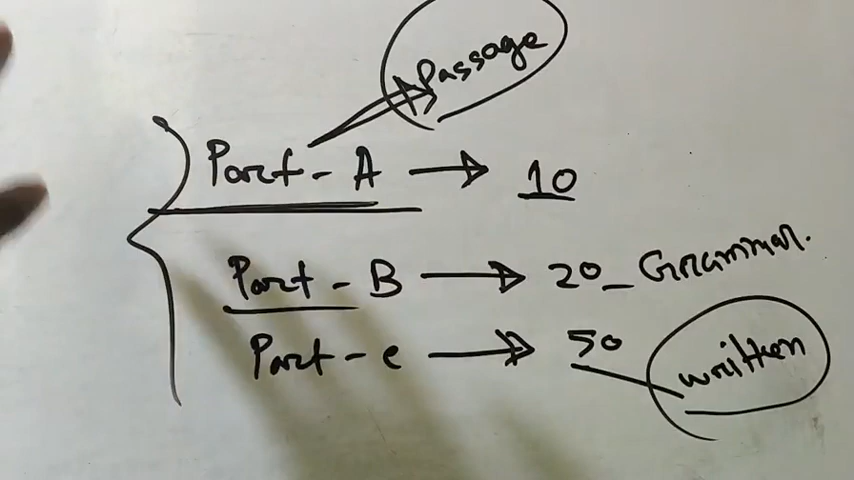 Passage
Part - A → 10
Part - B → 20 - Grammar.
Part - c → 50 written